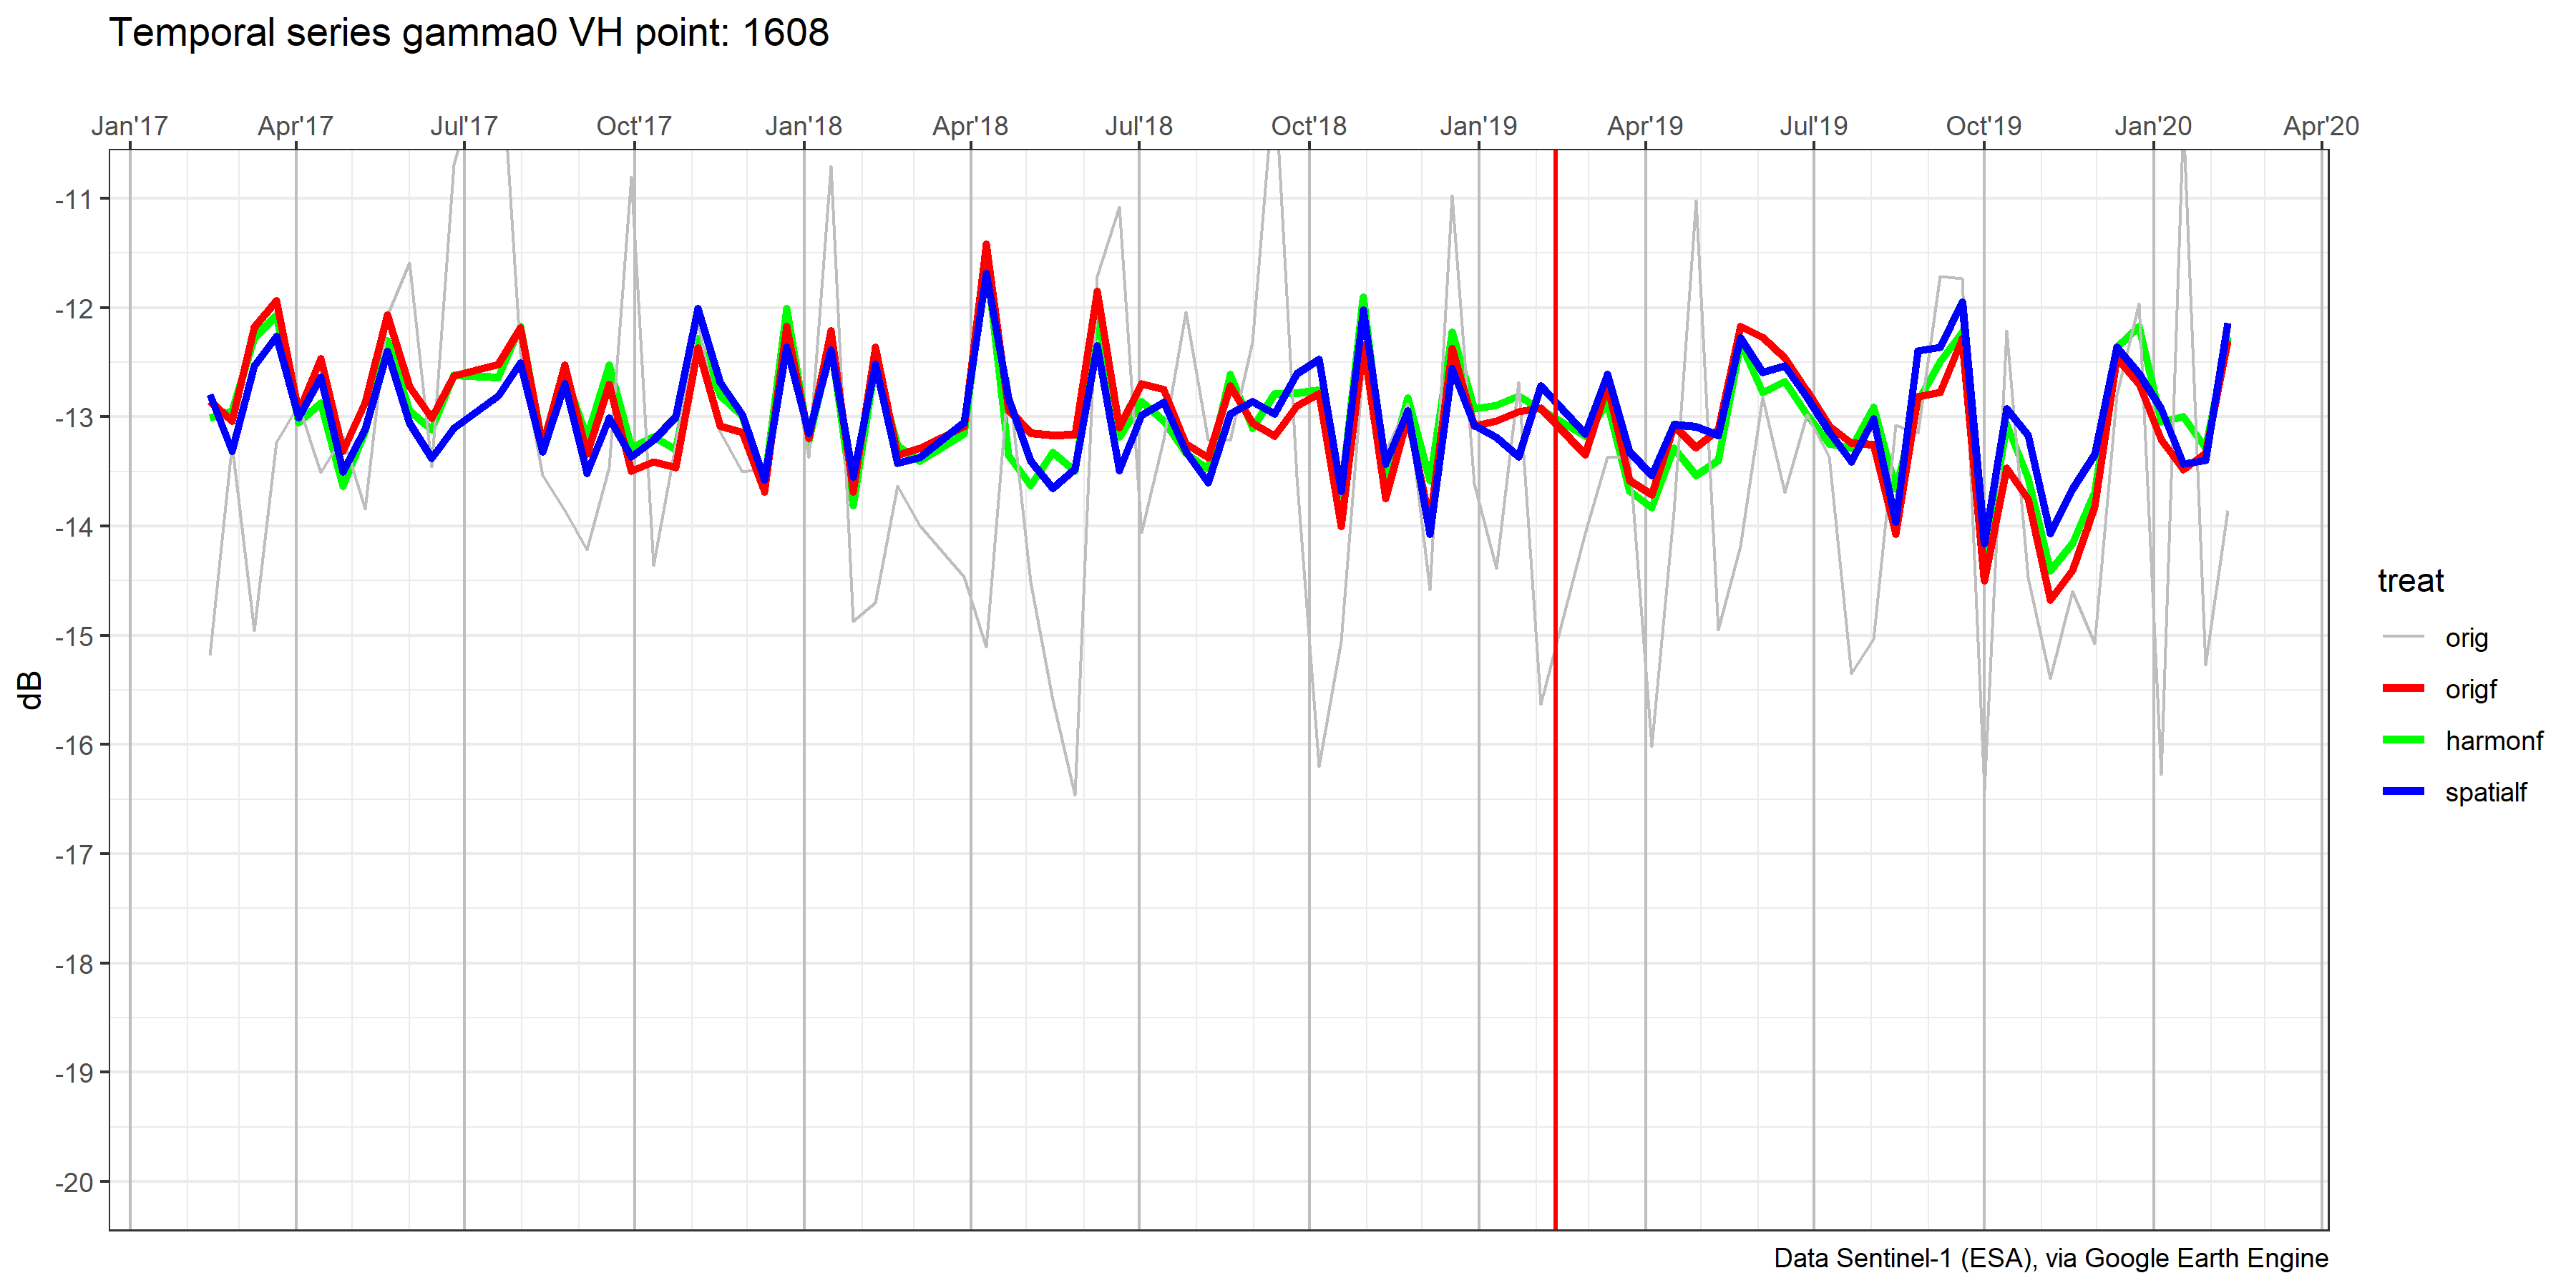 Temporal series gamma0 VH point: 1608
Jan'17 Apr'17 Jul'17 Oct'17 Jan'18 Apr'18 Jul'18 Oct'18 Jan'19 Apr'19 Jul'19 Oct'19 Jan'20 Apr'20
-11
-12
-13
-14
-15
-16
-17
-18
-19
-20
dB
treat
orig
origf
harmonf
spatialf
Data Sentinel-1 (ESA), via Google Earth Engine